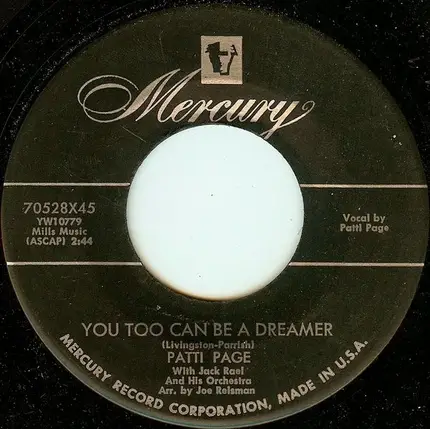 Mercury
70528X45
YW10779
Mills Music
(ASCAP) 2:44
Vocal by
Patti Page
YOU TOO CAN BE A DREAMER
(Livingston-Parrish)
PATTI PAGE
With Jack Rael
And His Orchestra
Arr. by Joe Reisman
MERCURY RECORD CORPORATION, MADE IN U.S.A.